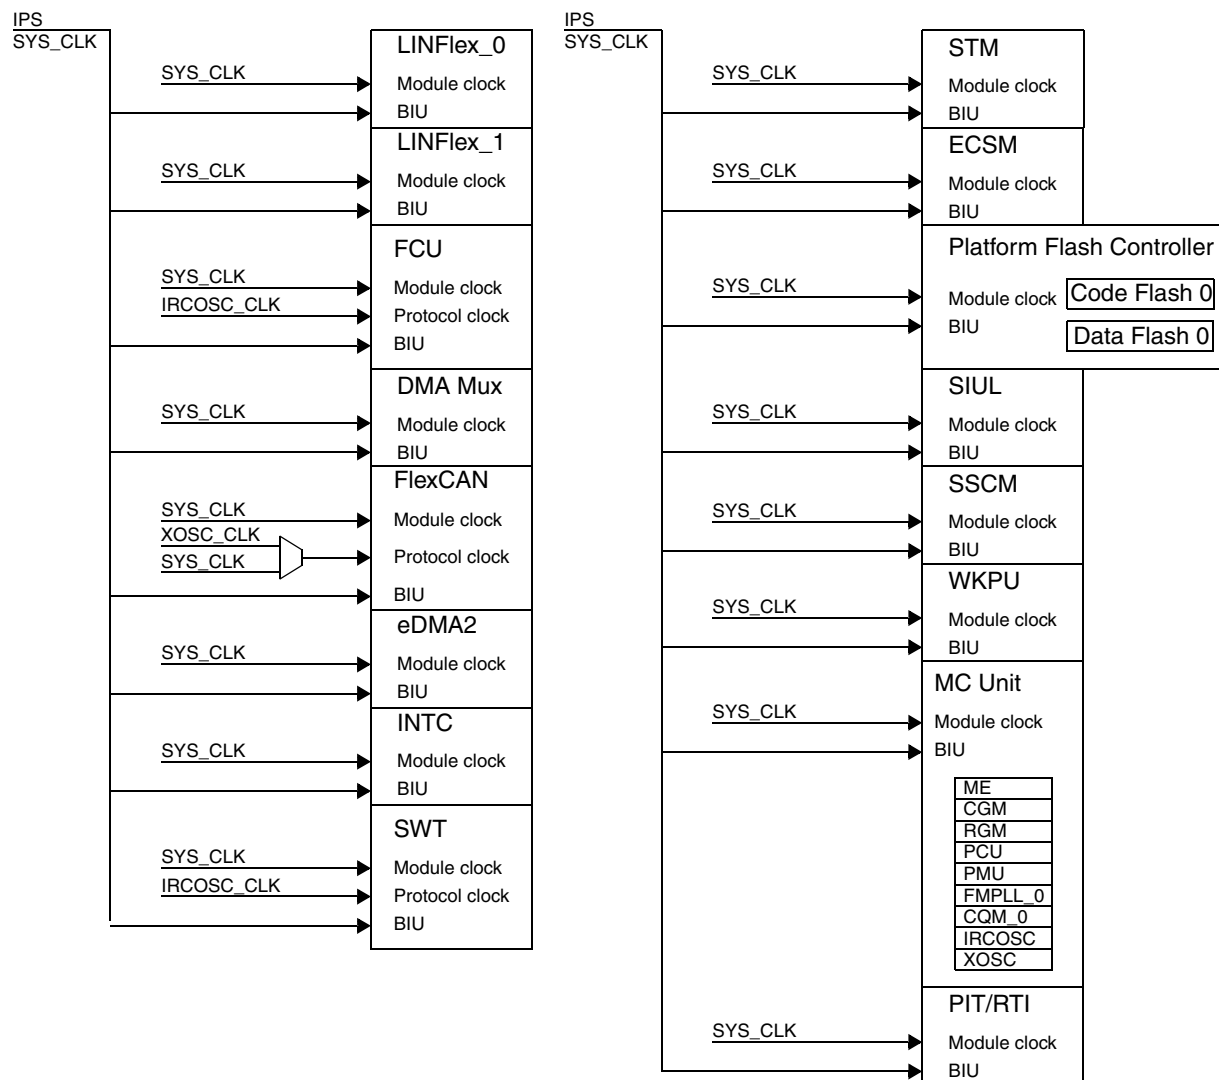 IPS
SYS_CLK
LINFlex_0
SYS_CLK
Module clock
BIU
LINFlex_1
SYS_CLK
Module clock
BIU
FCU
SYS_CLK
Module clock
IRCOSC_CLK
Protocol clock
BIU
DMA Mux
SYS_CLK
Module clock
BIU
FlexCAN
SYS_CLK
Module clock
XOSC_CLK
SYS_CLK
Protocol clock
BIU
eDMA2
SYS_CLK
Module clock
BIU
INTC
SYS_CLK
Module clock
BIU
SWT
SYS_CLK
Module clock
IRCOSC_CLK
Protocol clock
BIU
IPS
SYS_CLK
STM
SYS_CLK
Module clock
BIU
ECSM
SYS_CLK
Module clock
BIU
Platform Flash Controller
SYS_CLK
Module clock
Code Flash 0
BIU
Data Flash 0
SIUL
SYS_CLK
Module clock
BIU
SSCM
SYS_CLK
Module clock
BIU
WKPU
SYS_CLK
Module clock
BIU
MC Unit
SYS_CLK
Module clock
BIU
ME
CGM
RGM
PCU
PMU
FMPLL_0
CQM_0
IRCOSC
XOSC
PIT/RTI
SYS_CLK
Module clock
BIU